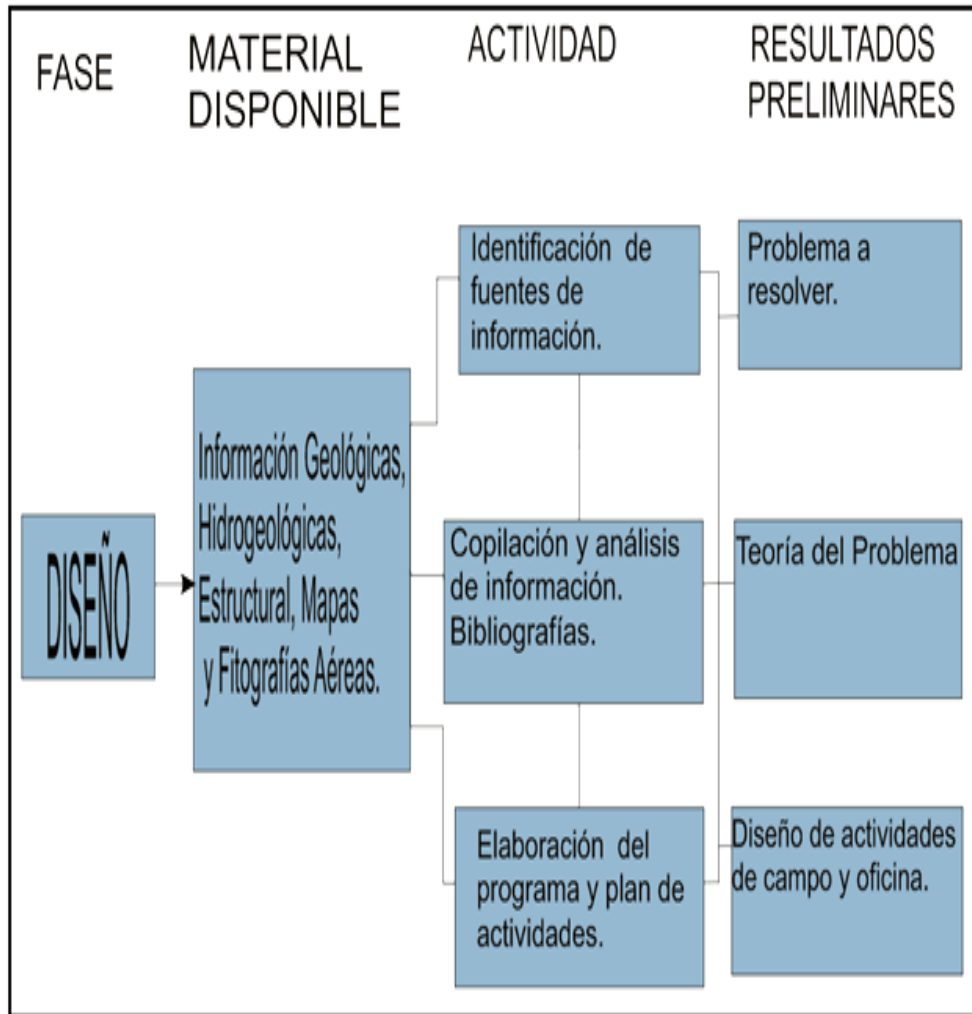 FASE
MATERIAL
DISPONIBLE
ACTIVIDAD
RESULTADOS
PRELIMINARES
DISEÑO
Información Geológicas,
Hidrogeológicas,
Estructural, Mapas
y Fitografías Aéreas.
Identificación de
fuentes de
información.
Copilación y análisis
de información.
Bibliografías.
Elaboración del
programa y plan de
actividades.
Problema a
resolver.
Teoría del Problema
Diseño de actividades
de campo y oficina.